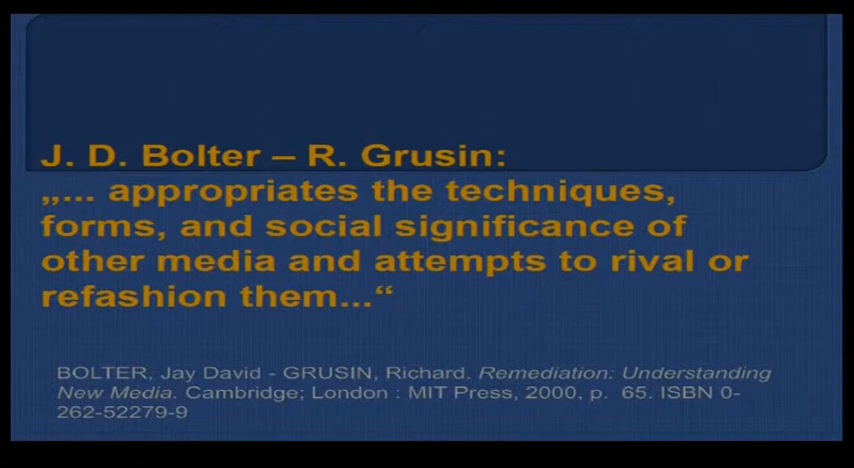 J. D. Bolter – R. Grusin:
„... appropriates the techniques,
forms, and social significance of
other media and attempts to rival or
refashion them...“
BOLTER, Jay David - GRUSIN, Richard. Remediation: Understanding
New Media. Cambridge; London : MIT Press, 2000, p. 65. ISBN 0-
262-52279-9